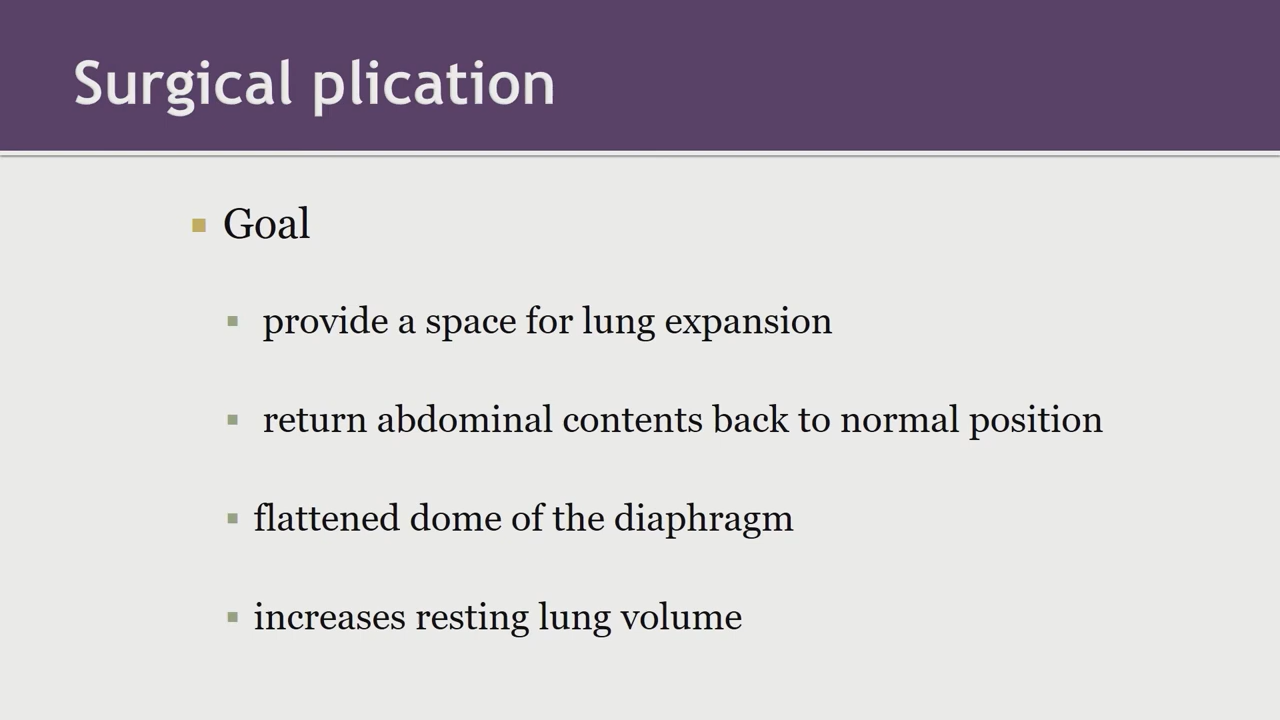 Surgical plication
Goal
provide a space for lung expansion
return abdominal contents back to normal position
flattened dome of the diaphragm
increases resting lung volume